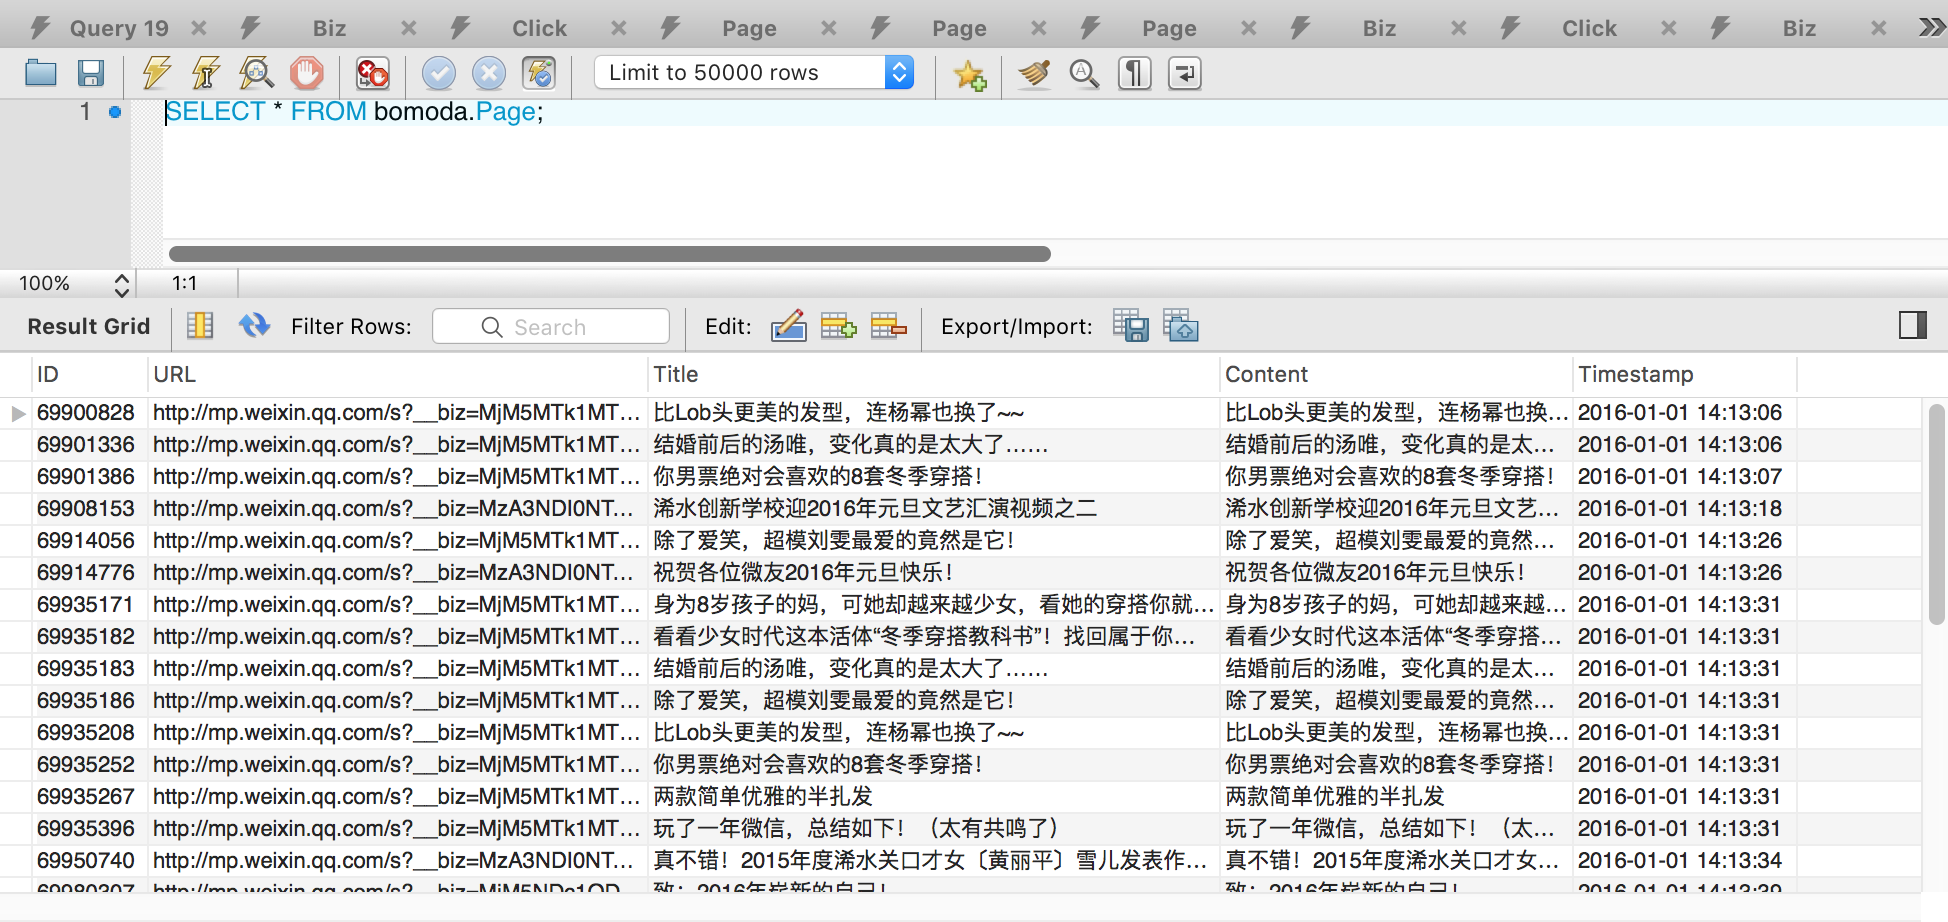 Query 19 Biz Click Page Page Page Biz Click Biz
Limit to 50000 rows
1 SELECT * FROM bomoda.Page;
100% 1:1
Result Grid Filter Rows: Search Edit: Export/Import:
ID URL Title Content Timestamp
69900828 http://mp.weixin.qq.com/s?__biz=MjM5MTk1MT... 比Lob头更美的发型，连杨幂也换了~~ 比Lob头更美的发型，连杨幂也换... 2016-01-01 14:13:06
69901336 http://mp.weixin.qq.com/s?__biz=MjM5MTk1MT... 结婚前后的汤唯，变化真的是太大了…… 结婚前后的汤唯，变化真的是太... 2016-01-01 14:13:06
69901386 http://mp.weixin.qq.com/s?__biz=MjM5MTk1MT... 你男票绝对会喜欢的8套冬季穿搭！ 你男票绝对会喜欢的8套冬季穿搭！ 2016-01-01 14:13:07
69908153 http://mp.weixin.qq.com/s?__biz=MzA3NDI0NT... 浠水创新学校迎2016年元旦文艺汇演视频之二 浠水创新学校迎2016年元旦文艺... 2016-01-01 14:13:18
69914056 http://mp.weixin.qq.com/s?__biz=MjM5MTk1MT... 除了爱笑，超模刘雯最爱的竟然是它！ 除了爱笑，超模刘雯最爱的竟然... 2016-01-01 14:13:26
69914776 http://mp.weixin.qq.com/s?__biz=MzA3NDI0NT... 祝贺各位微友2016年元旦快乐！ 祝贺各位微友2016年元旦快乐！ 2016-01-01 14:13:26
69935171 http://mp.weixin.qq.com/s?__biz=MjM5MTk1MT... 身为8岁孩子的妈，可她却越来越少女，看她的穿搭你就... 身为8岁孩子的妈，可她却越来越... 2016-01-01 14:13:31
69935182 http://mp.weixin.qq.com/s?__biz=MjM5MTk1MT... 看看少女时代这本活体“冬季穿搭教科书”！找回属于你... 看看少女时代这本活体“冬季穿搭... 2016-01-01 14:13:31
69935183 http://mp.weixin.qq.com/s?__biz=MjM5MTk1MT... 结婚前后的汤唯，变化真的是太大了…… 结婚前后的汤唯，变化真的是太... 2016-01-01 14:13:31
69935186 http://mp.weixin.qq.com/s?__biz=MjM5MTk1MT... 除了爱笑，超模刘雯最爱的竟然是它！ 除了爱笑，超模刘雯最爱的竟然... 2016-01-01 14:13:31
69935208 http://mp.weixin.qq.com/s?__biz=MjM5MTk1MT... 比Lob头更美的发型，连杨幂也换了~~ 比Lob头更美的发型，连杨幂也换... 2016-01-01 14:13:31
69935252 http://mp.weixin.qq.com/s?__biz=MjM5MTk1MT... 你男票绝对会喜欢的8套冬季穿搭！ 你男票绝对会喜欢的8套冬季穿搭！ 2016-01-01 14:13:31
69935267 http://mp.weixin.qq.com/s?__biz=MjM5MTk1MT... 两款简单优雅的半扎发 两款简单优雅的半扎发 2016-01-01 14:13:31
69935396 http://mp.weixin.qq.com/s?__biz=MjM5MTk1MT... 玩了一年微信，总结如下！（太有共鸣了） 玩了一年微信，总结如下！（太... 2016-01-01 14:13:31
69950740 http://mp.weixin.qq.com/s?__biz=MzA3NDI0NT... 真不错！2015年度浠水关口才女〔黄丽平〕雪儿发表作... 真不错！2015年度浠水关口才女... 2016-01-01 14:13:34
69980307 致：2016年崭新的自己！ 致：2016年崭新的自己！ 2016-01-01 14:13:39